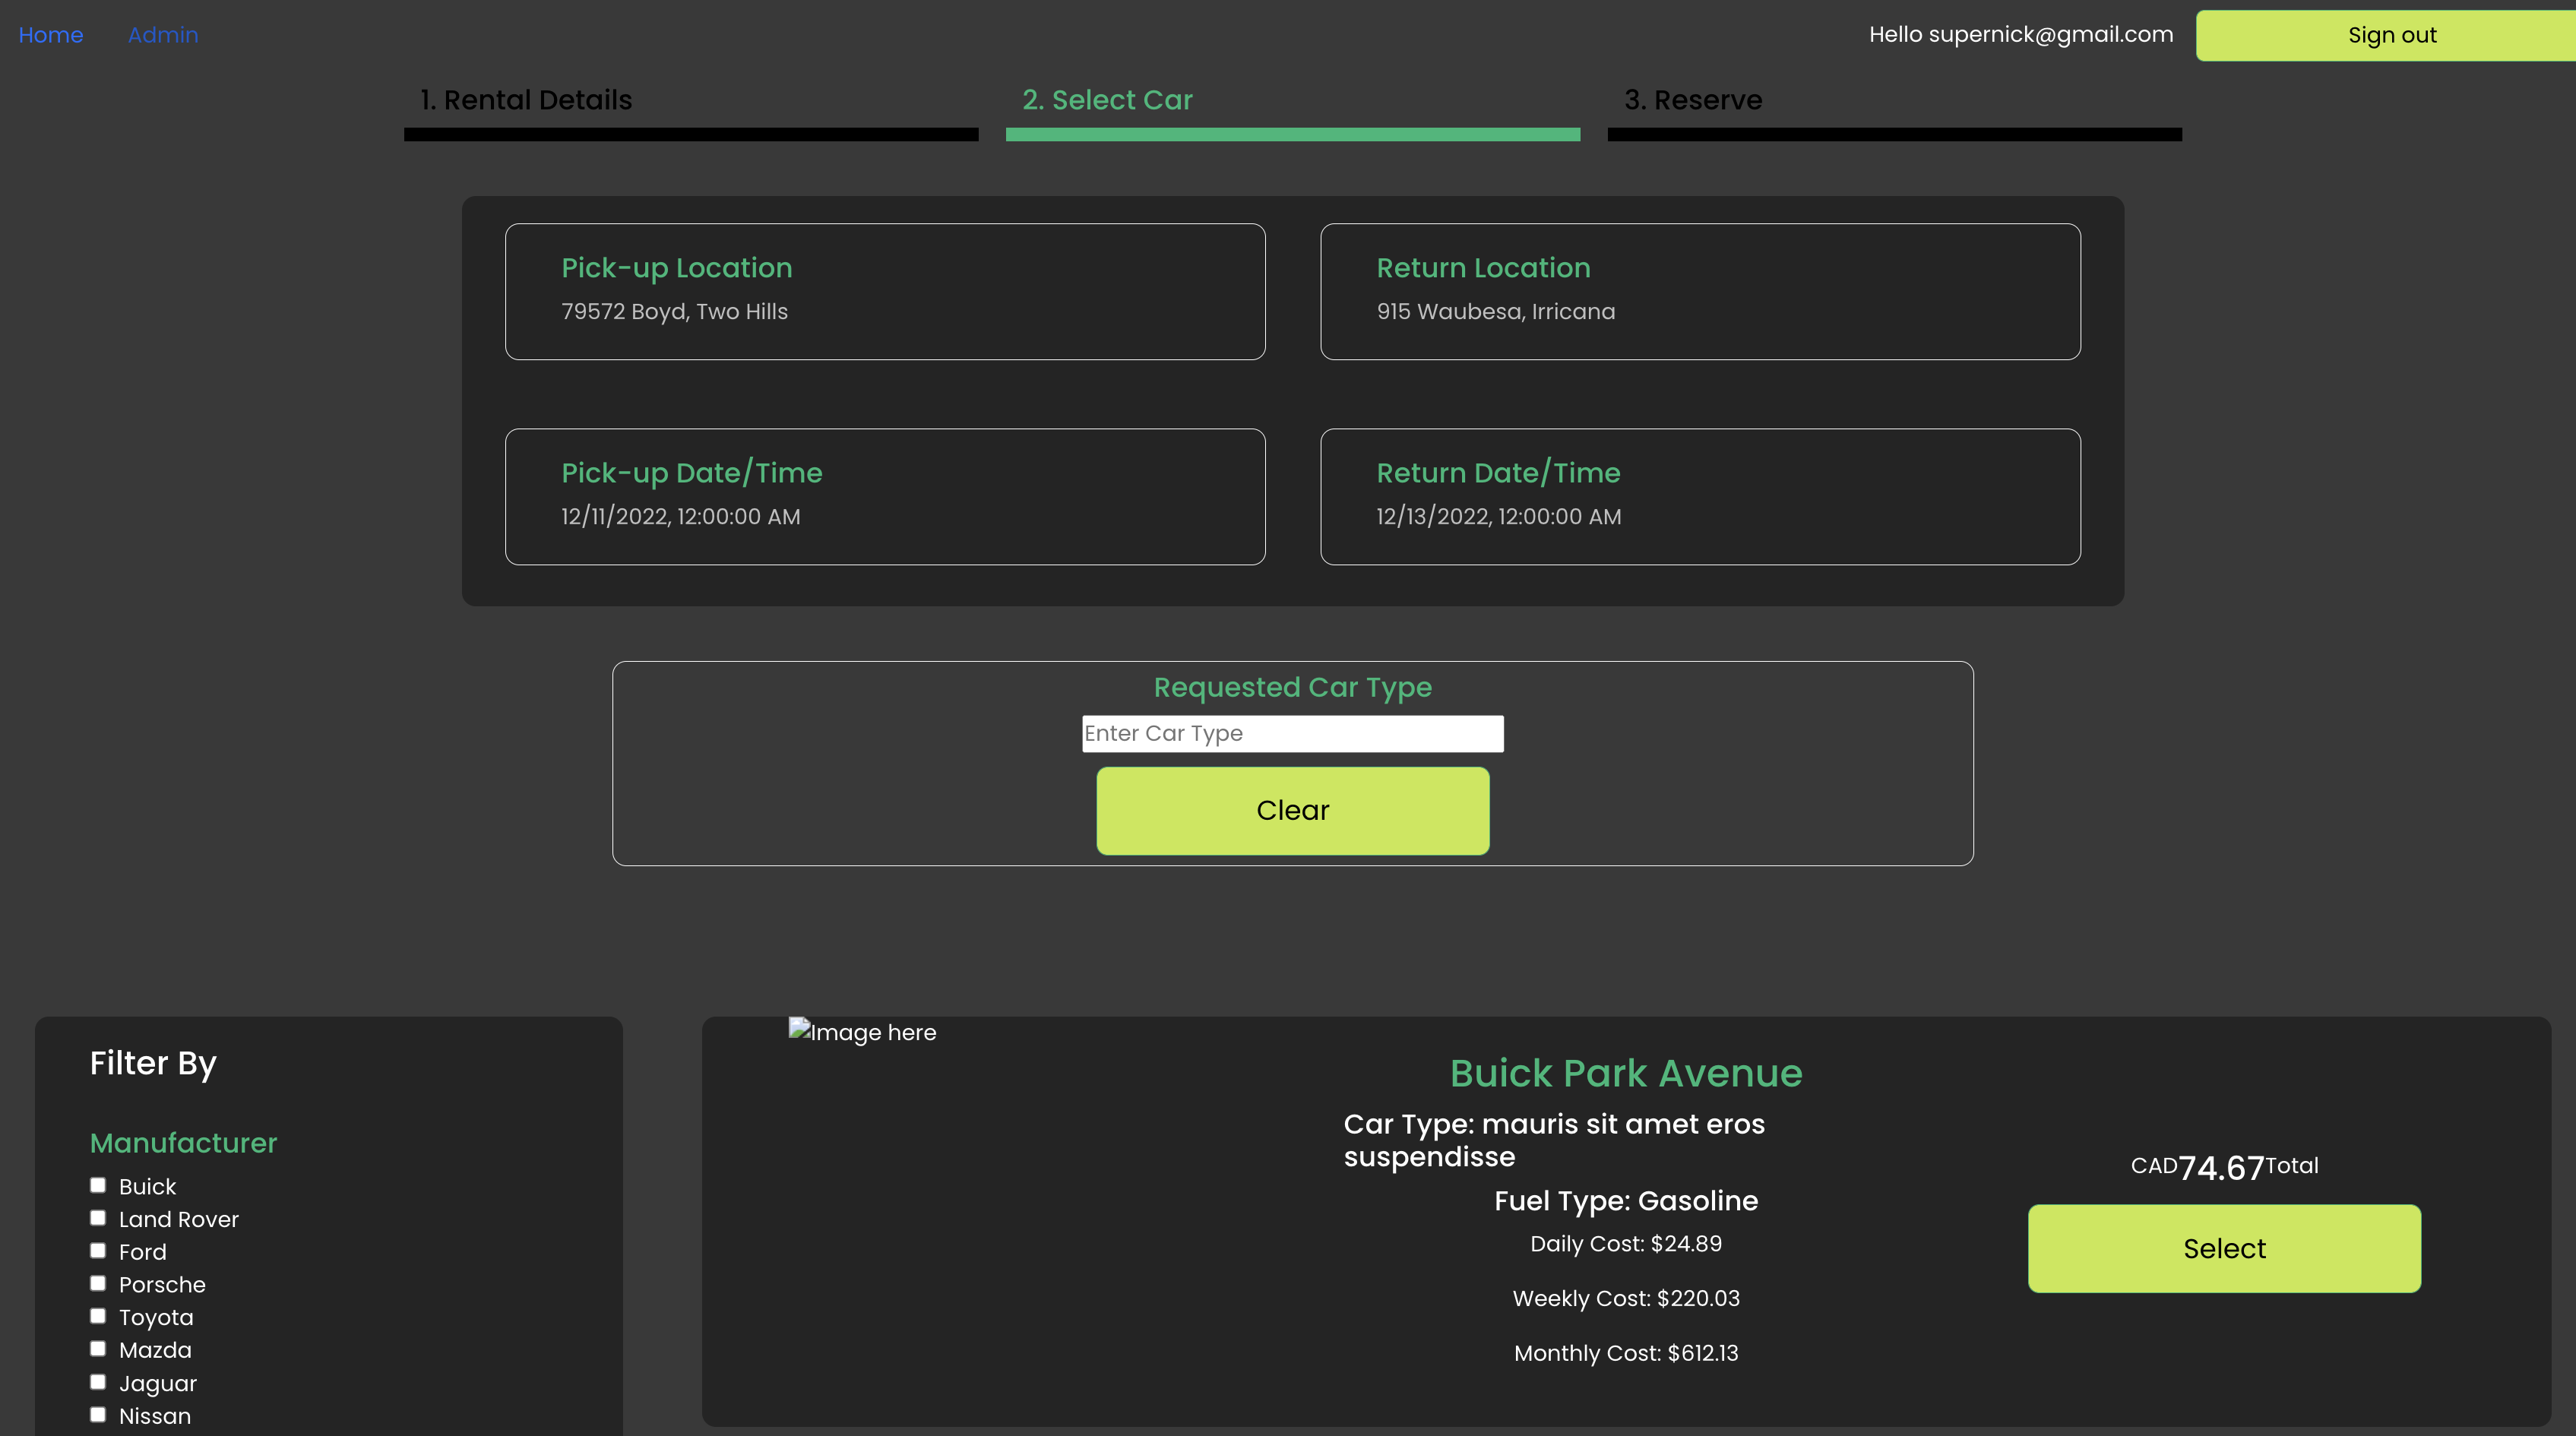 Home Admin Hello supernick@gmail.com Sign out
1. Rental Details 2. Select Car 3. Reserve
Pick-up Location
79572 Boyd, Two Hills
Return Location
915 Waubesa, Irricana
Pick-up Date/Time
12/11/2022, 12:00:00 AM
Return Date/Time
12/13/2022, 12:00:00 AM
Requested Car Type
Enter Car Type
Clear
Filter By
Manufacturer
Buick
Land Rover
Ford
Porsche
Toyota
Mazda
Jaguar
Nissan
Image here
Buick Park Avenue
Car Type: mauris sit amet eros
suspendisse
Fuel Type: Gasoline
Daily Cost: $24.89
Weekly Cost: $220.03
Monthly Cost: $612.13
CAD74.67Total
Select